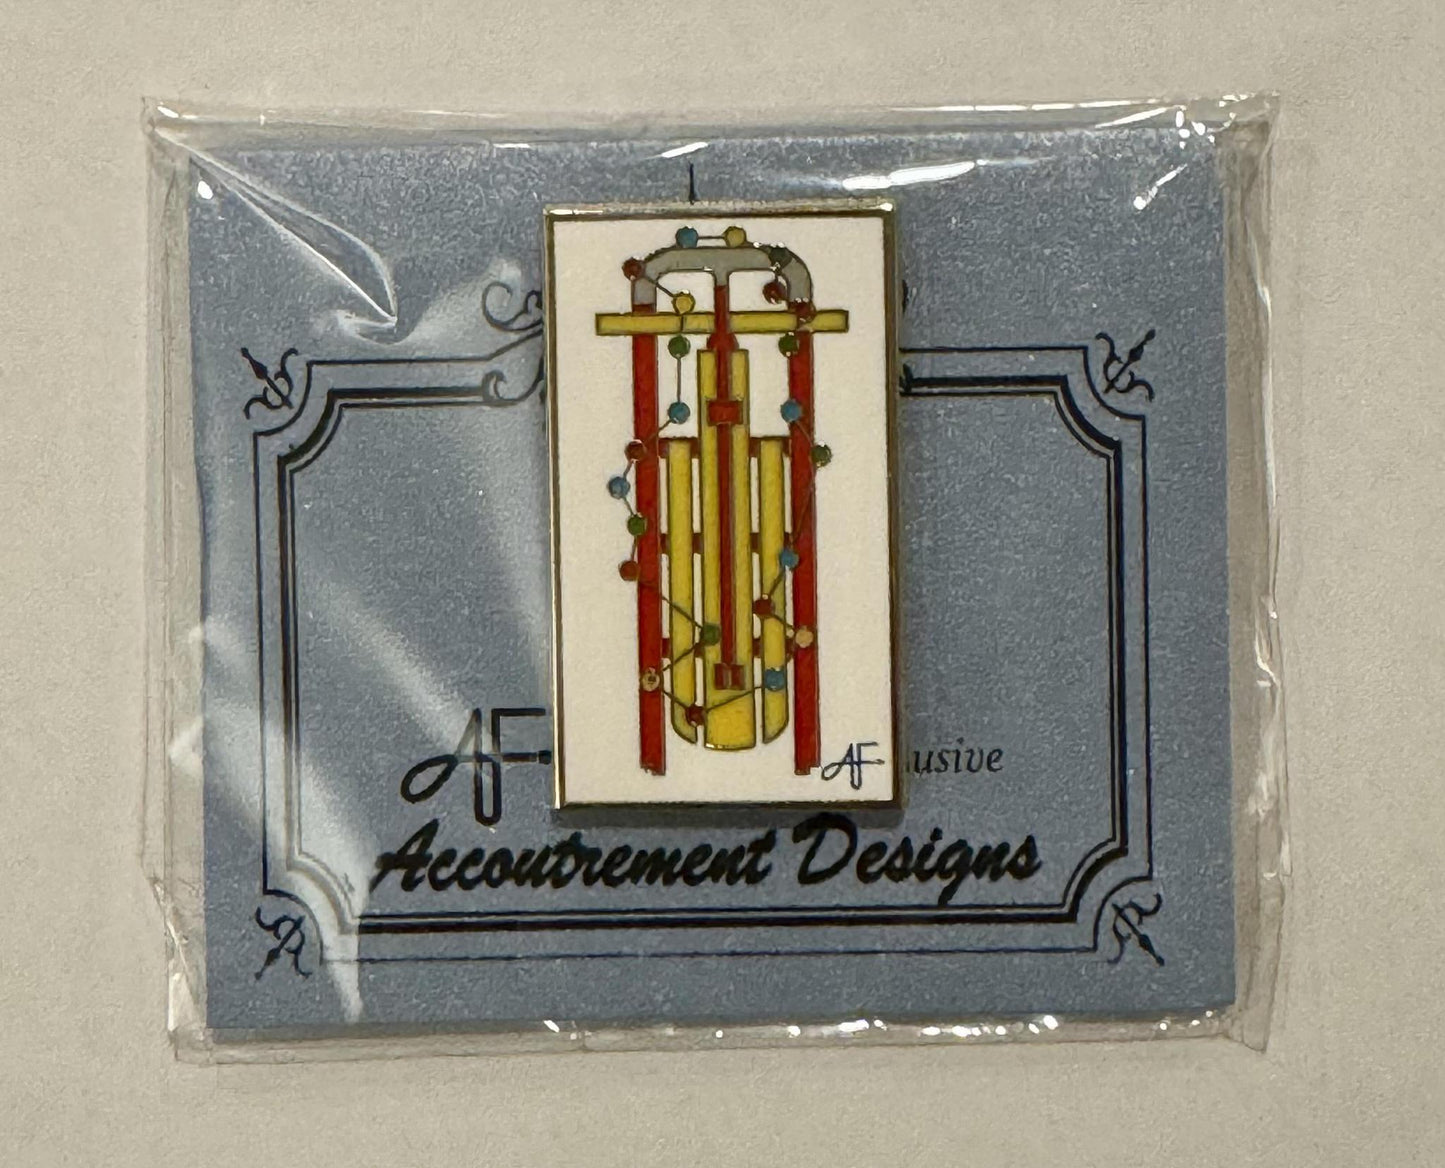 AF
AF usive
Accoutrement Designs